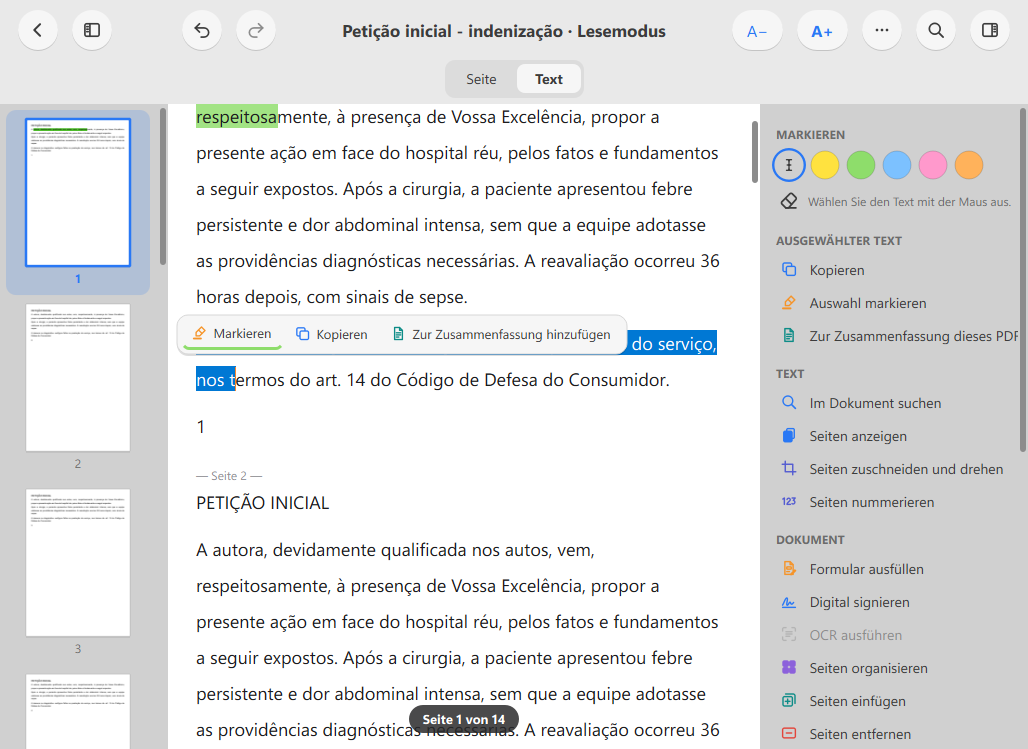 Petição inicial - indenização · Lesemodus
A−
A+
Seite
Text
1
2
3
respeitosamente, à presença de Vossa Excelência, propor a
presente ação em face do hospital réu, pelos fatos e fundamentos
a seguir expostos. Após a cirurgia, a paciente apresentou febre
persistente e dor abdominal intensa, sem que a equipe adotasse
as providências diagnósticas necessárias. A reavaliação ocorreu 36
horas depois, com sinais de sepse.
Markieren
Kopieren
Zur Zusammenfassung hinzufügen
do serviço,
nos termos do art. 14 do Código de Defesa do Consumidor.
1
— Seite 2 —
PETIÇÃO INICIAL
A autora, devidamente qualificada nos autos, vem,
respeitosamente, à presença de Vossa Excelência, propor a
presente ação em face do hospital réu, pelos fatos e fundamentos
a seguir expostos. Após a cirurgia, a paciente apresentou febre
persistente e dor abdominal intensa, sem que a equipe adotasse
as providências diagnósticas necessárias. A reavaliação ocorreu 36
Seite 1 von 14
MARKIEREN
Wählen Sie den Text mit der Maus aus.
AUSGEWÄHLTER TEXT
Kopieren
Auswahl markieren
Zur Zusammenfassung dieses PDF
TEXT
Im Dokument suchen
Seiten anzeigen
Seiten zuschneiden und drehen
123 Seiten nummerieren
DOKUMENT
Formular ausfüllen
Digital signieren
OCR ausführen
Seiten organisieren
Seiten einfügen
Seiten entfernen